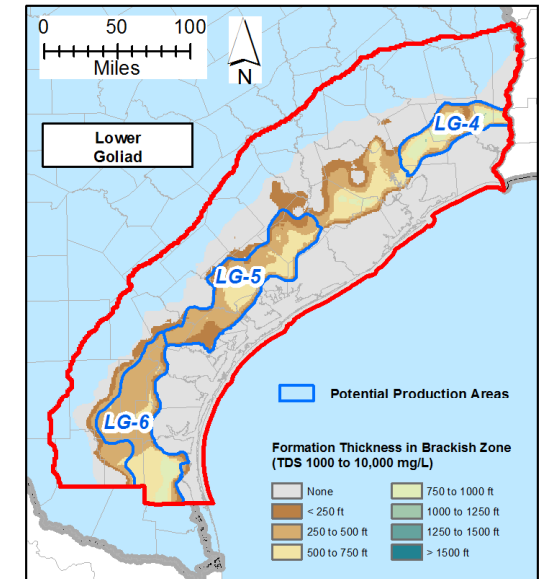 0 50 100
Miles
N
Lower
Goliad
LG-4
LG-5
LG-6
Potential Production Areas
Formation Thickness in Brackish Zone
(TDS 1000 to 10,000 mg/L)
None
< 250 ft
250 to 500 ft
500 to 750 ft
750 to 1000 ft
1000 to 1250 ft
1250 to 1500 ft
> 1500 ft